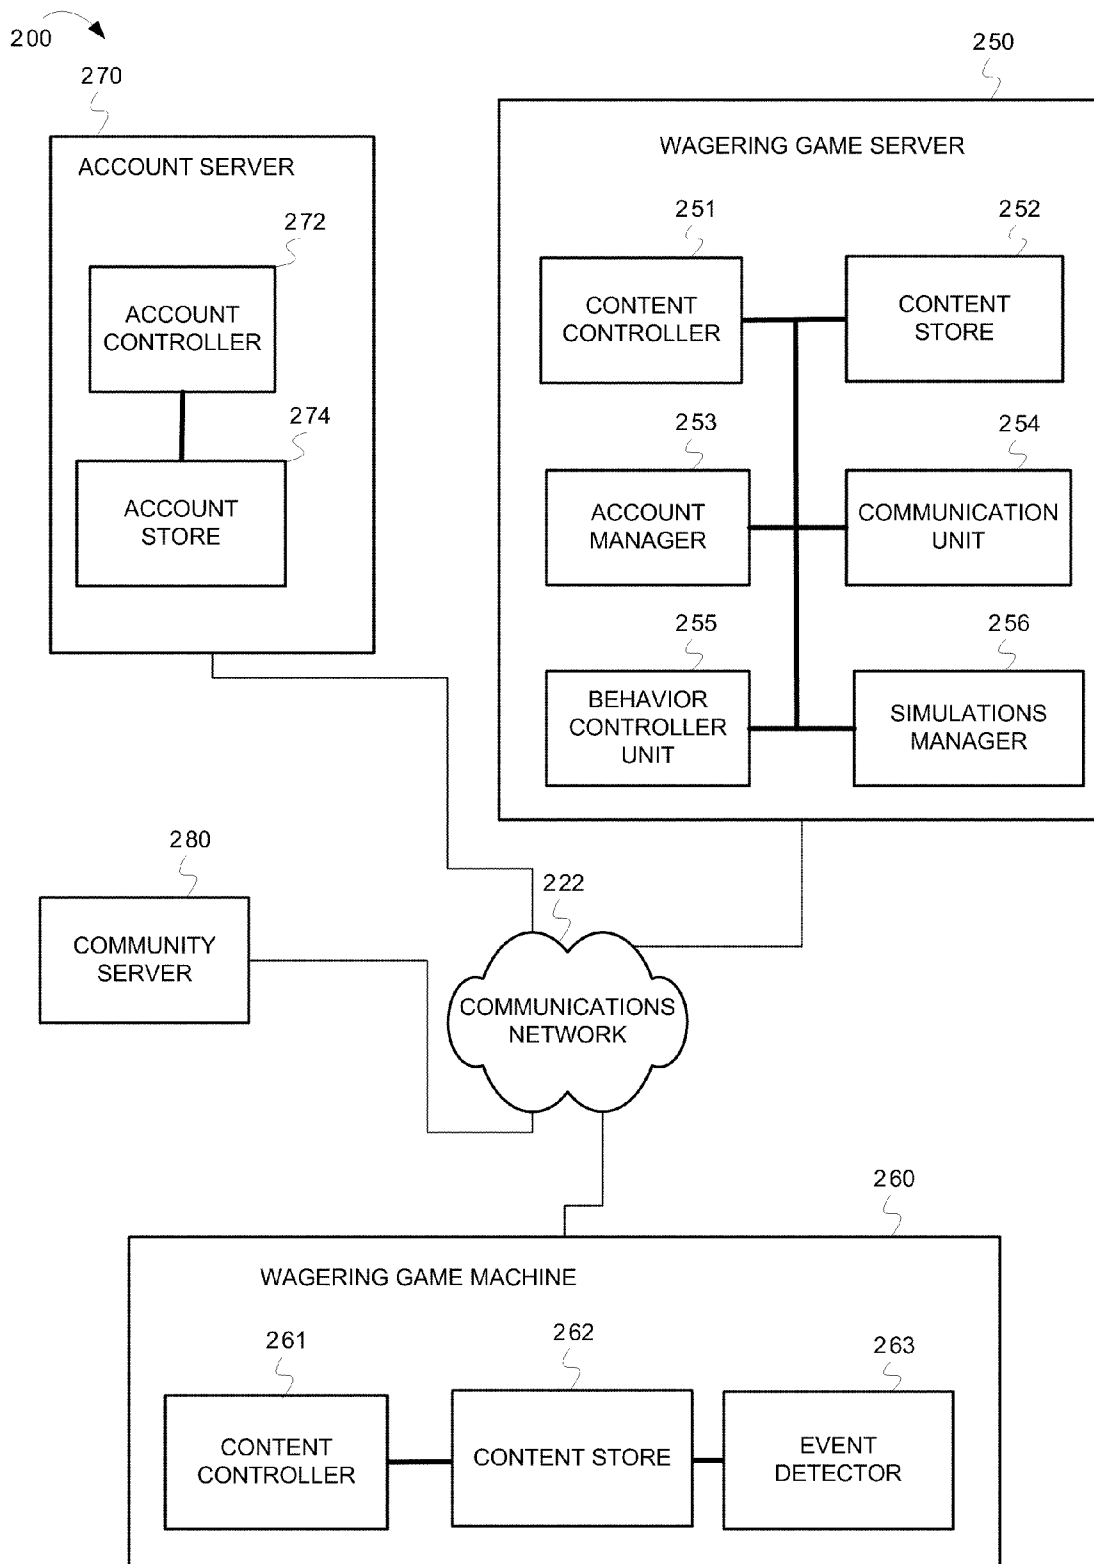 200
270
ACCOUNT SERVER
272
ACCOUNT
CONTROLLER
274
ACCOUNT
STORE
250
WAGERING GAME SERVER
251
CONTENT
CONTROLLER
252
CONTENT
STORE
253
ACCOUNT
MANAGER
254
COMMUNICATION
UNIT
255
BEHAVIOR
CONTROLLER
UNIT
256
SIMULATIONS
MANAGER
280
COMMUNITY
SERVER
222
COMMUNICATIONS
NETWORK
260
WAGERING GAME MACHINE
261
CONTENT
CONTROLLER
262
CONTENT STORE
263
EVENT
DETECTOR